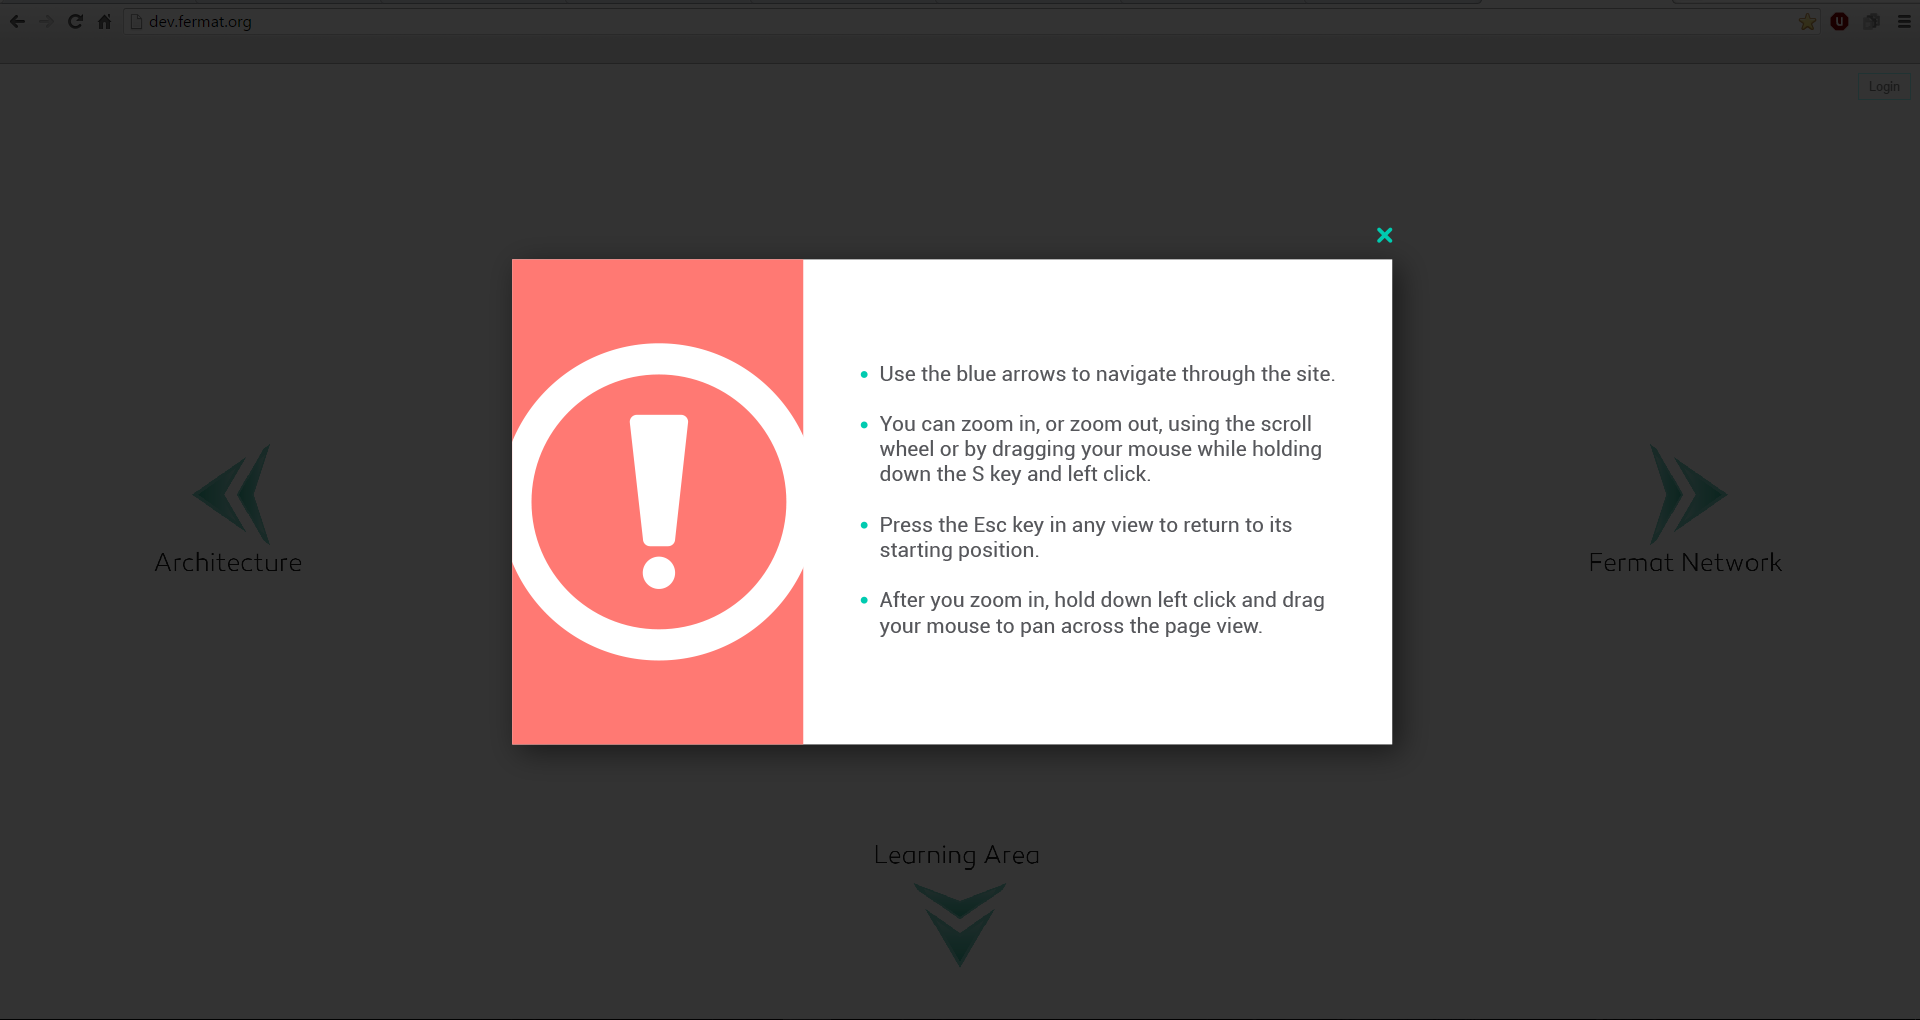 dev.fermat.org
Login
Use the blue arrows to navigate through the site.
You can zoom in, or zoom out, using the scroll
wheel or by dragging your mouse while holding
down the S key and left click.
Press the Esc key in any view to return to its
starting position.
After you zoom in, hold down left click and drag
your mouse to pan across the page view.
Architecture
Fermat Network
Learning Area